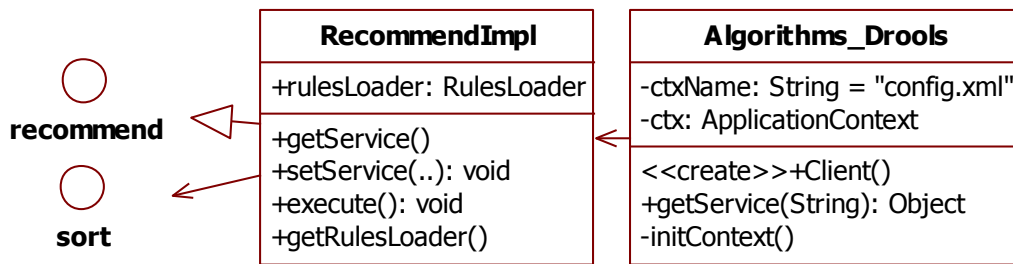 recommend
sort
RecommendImpl
+rulesLoader: RulesLoader
+getService()
+setService(..): void
+execute(): void
+getRulesLoader()
Algorithms_Drools
-ctxName: String = "config.xml"
-ctx: ApplicationContext
<<create>>+Client()
+getService(String): Object
-initContext()